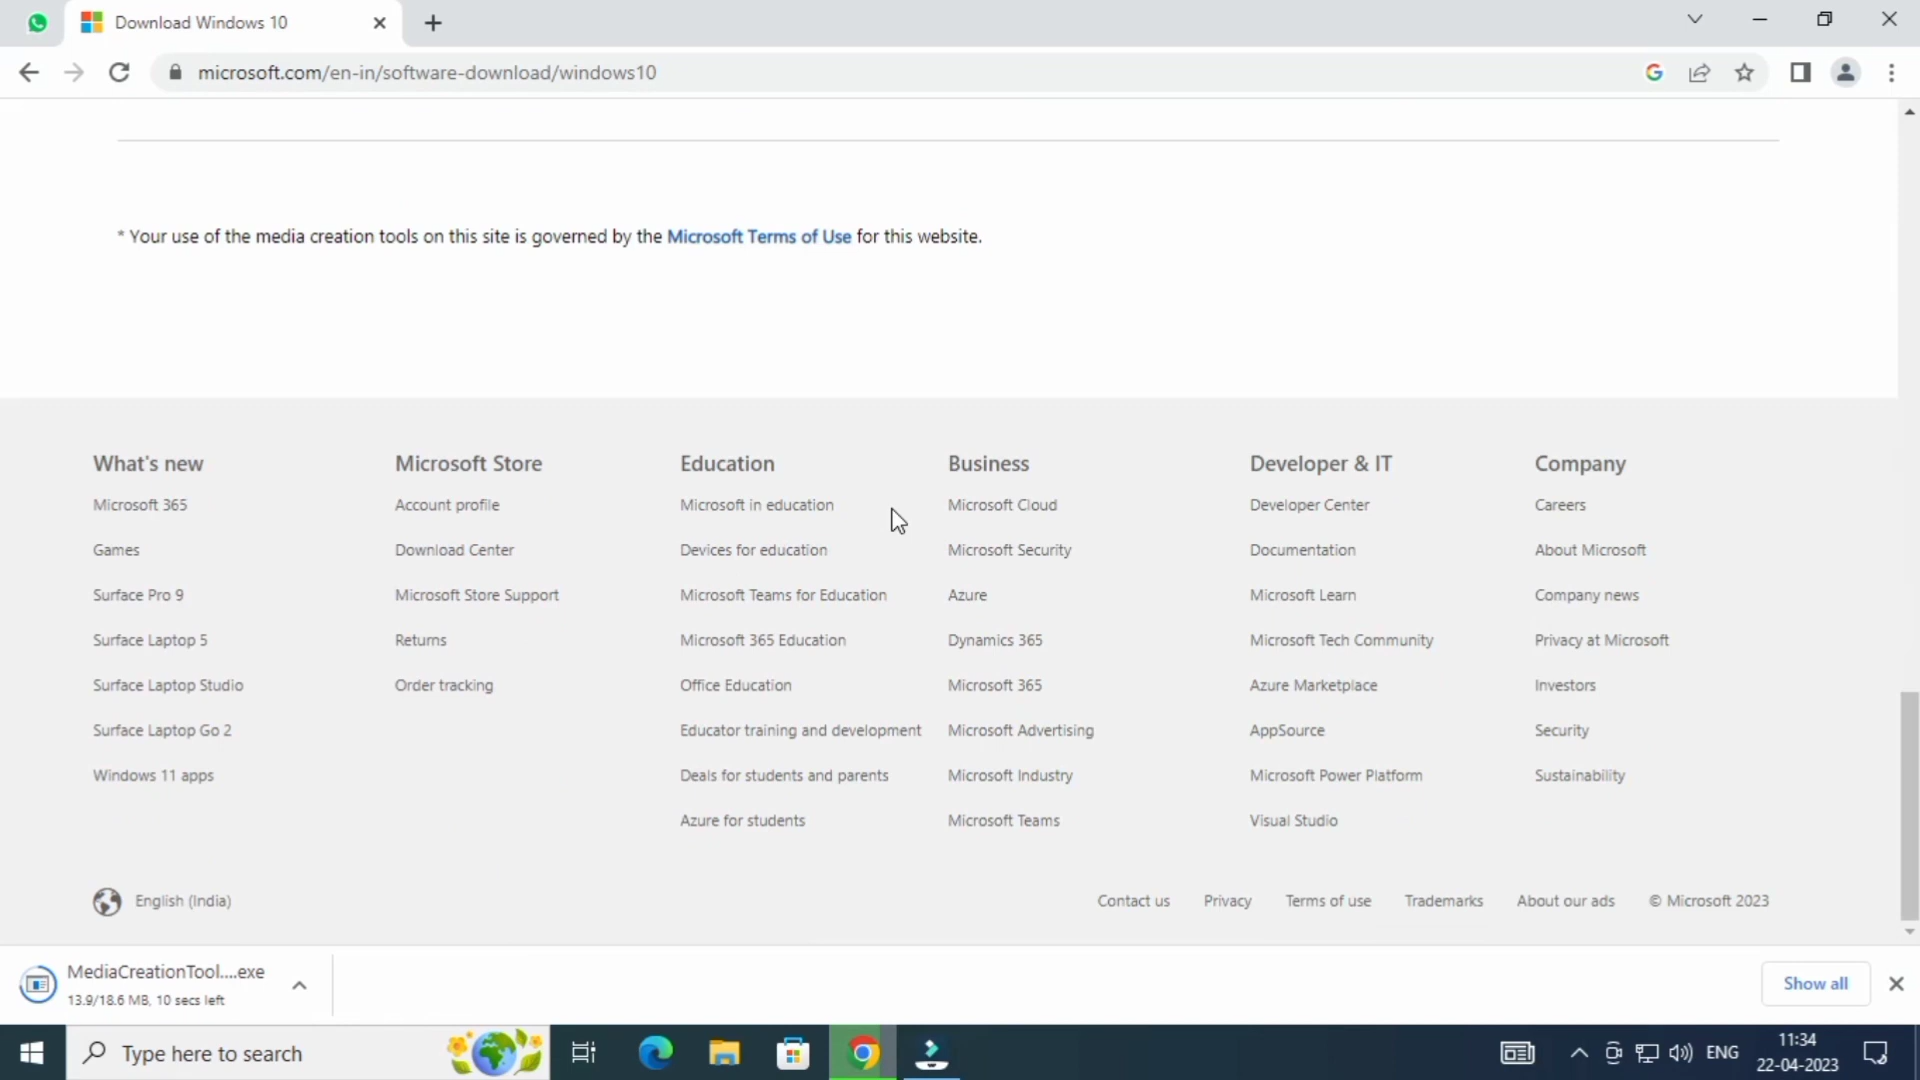 Download Windows 10
microsoft.com/en-in/software-download/windows10
* Your use of the media creation tools on this site is governed by the Microsoft Terms of Use for this website.
What's new
Microsoft 365
Games
Surface Pro 9
Surface Laptop 5
Surface Laptop Studio
Surface Laptop Go 2
Windows 11 apps
Microsoft Store
Account profile
Download Center
Microsoft Store Support
Returns
Order tracking
Education
Microsoft in education
Devices for education
Microsoft Teams for Education
Microsoft 365 Education
Office Education
Educator training and development
Deals for students and parents
Azure for students
Business
Microsoft Cloud
Microsoft Security
Azure
Dynamics 365
Microsoft 365
Microsoft Advertising
Microsoft Industry
Microsoft Teams
Developer & IT
Developer Center
Documentation
Microsoft Learn
Microsoft Tech Community
Azure Marketplace
AppSource
Microsoft Power Platform
Visual Studio
Company
Careers
About Microsoft
Company news
Privacy at Microsoft
Investors
Security
Sustainability
English (India)
Contact us Privacy Terms of use Trademarks About our ads © Microsoft 2023
MediaCreationTool....exe
13.9/18.6 MB, 10 secs left
Show all
Type here to search
ENG
11:34
22-04-2023